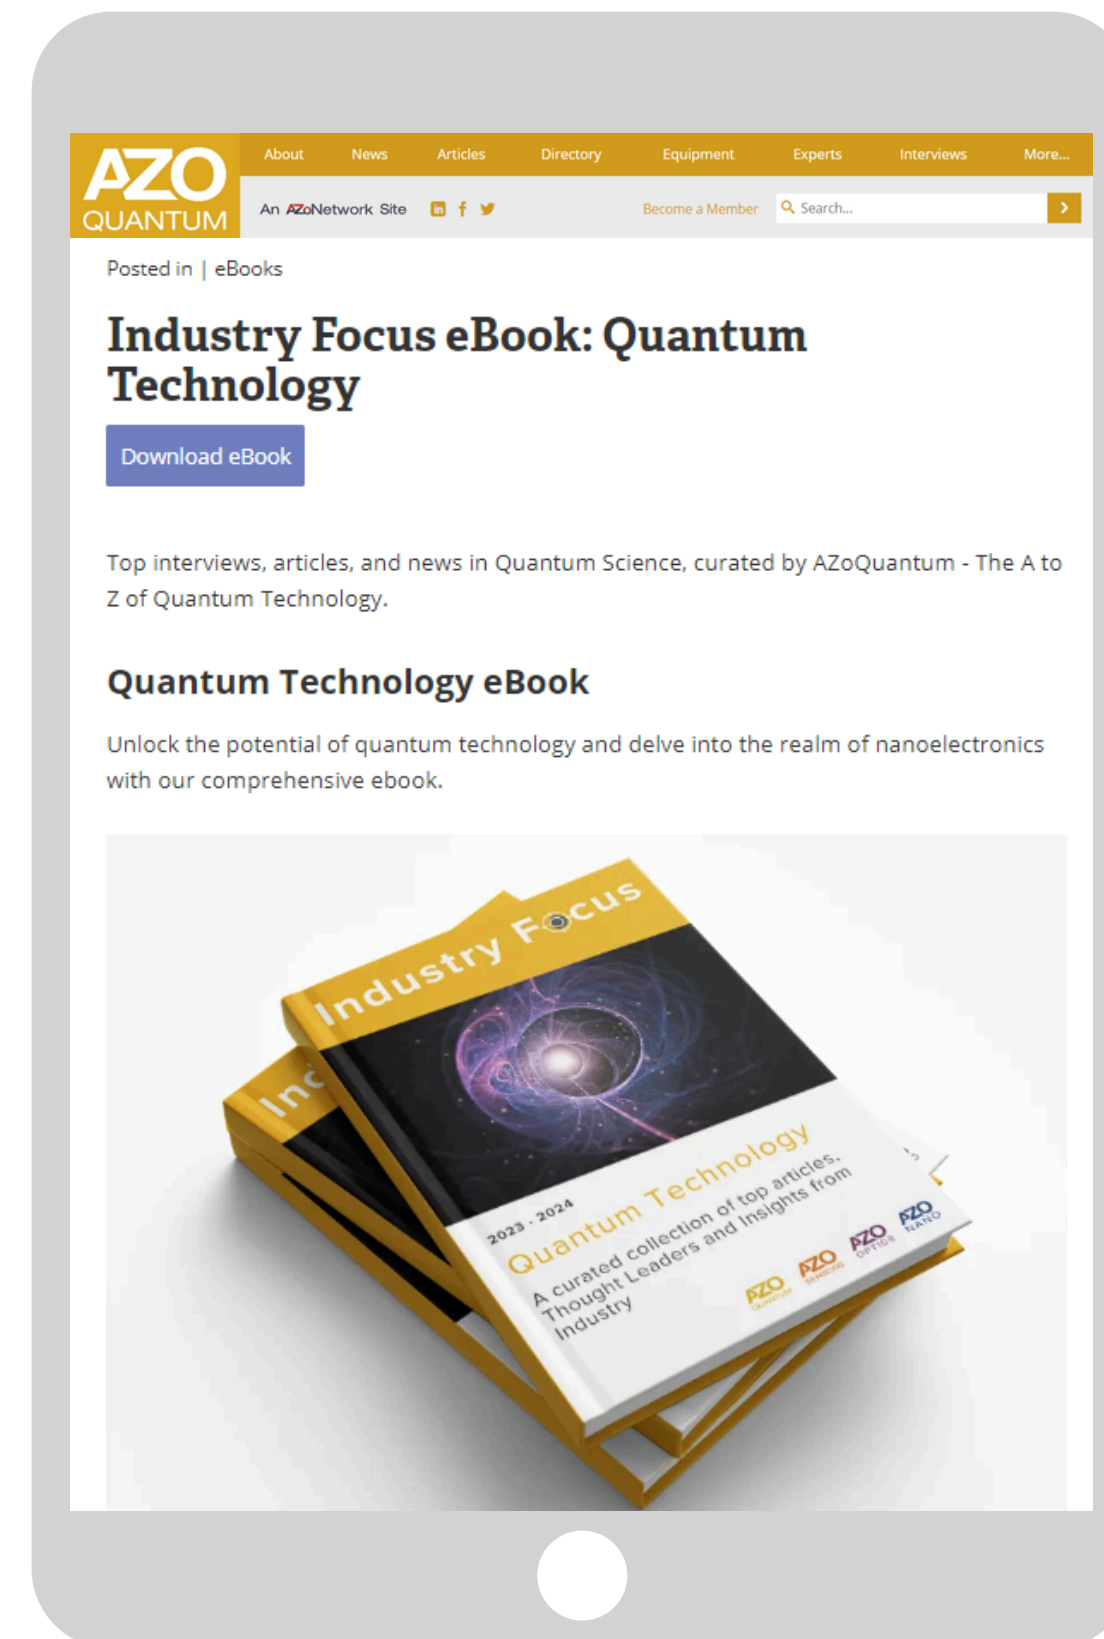 AZO
QUANTUM
About News Articles Directory Equipment Experts Interviews More...
An AZoNetwork Site
Become a Member
Search...
Posted in | eBooks
Industry Focus eBook: Quantum
Technology
Download eBook
Top interviews, articles, and news in Quantum Science, curated by AZoQuantum - The A to
Z of Quantum Technology.
Quantum Technology eBook
Unlock the potential of quantum technology and delve into the realm of nanoelectronics
with our comprehensive ebook.
Industry Focus
2023 - 2024
Quantum Technology
A curated collection of top articles,
Thought Leaders and Insights from
Industry
AZO
QUANTUM
AZO
SENSORS
AZO
OPTICS
AZO
NANO